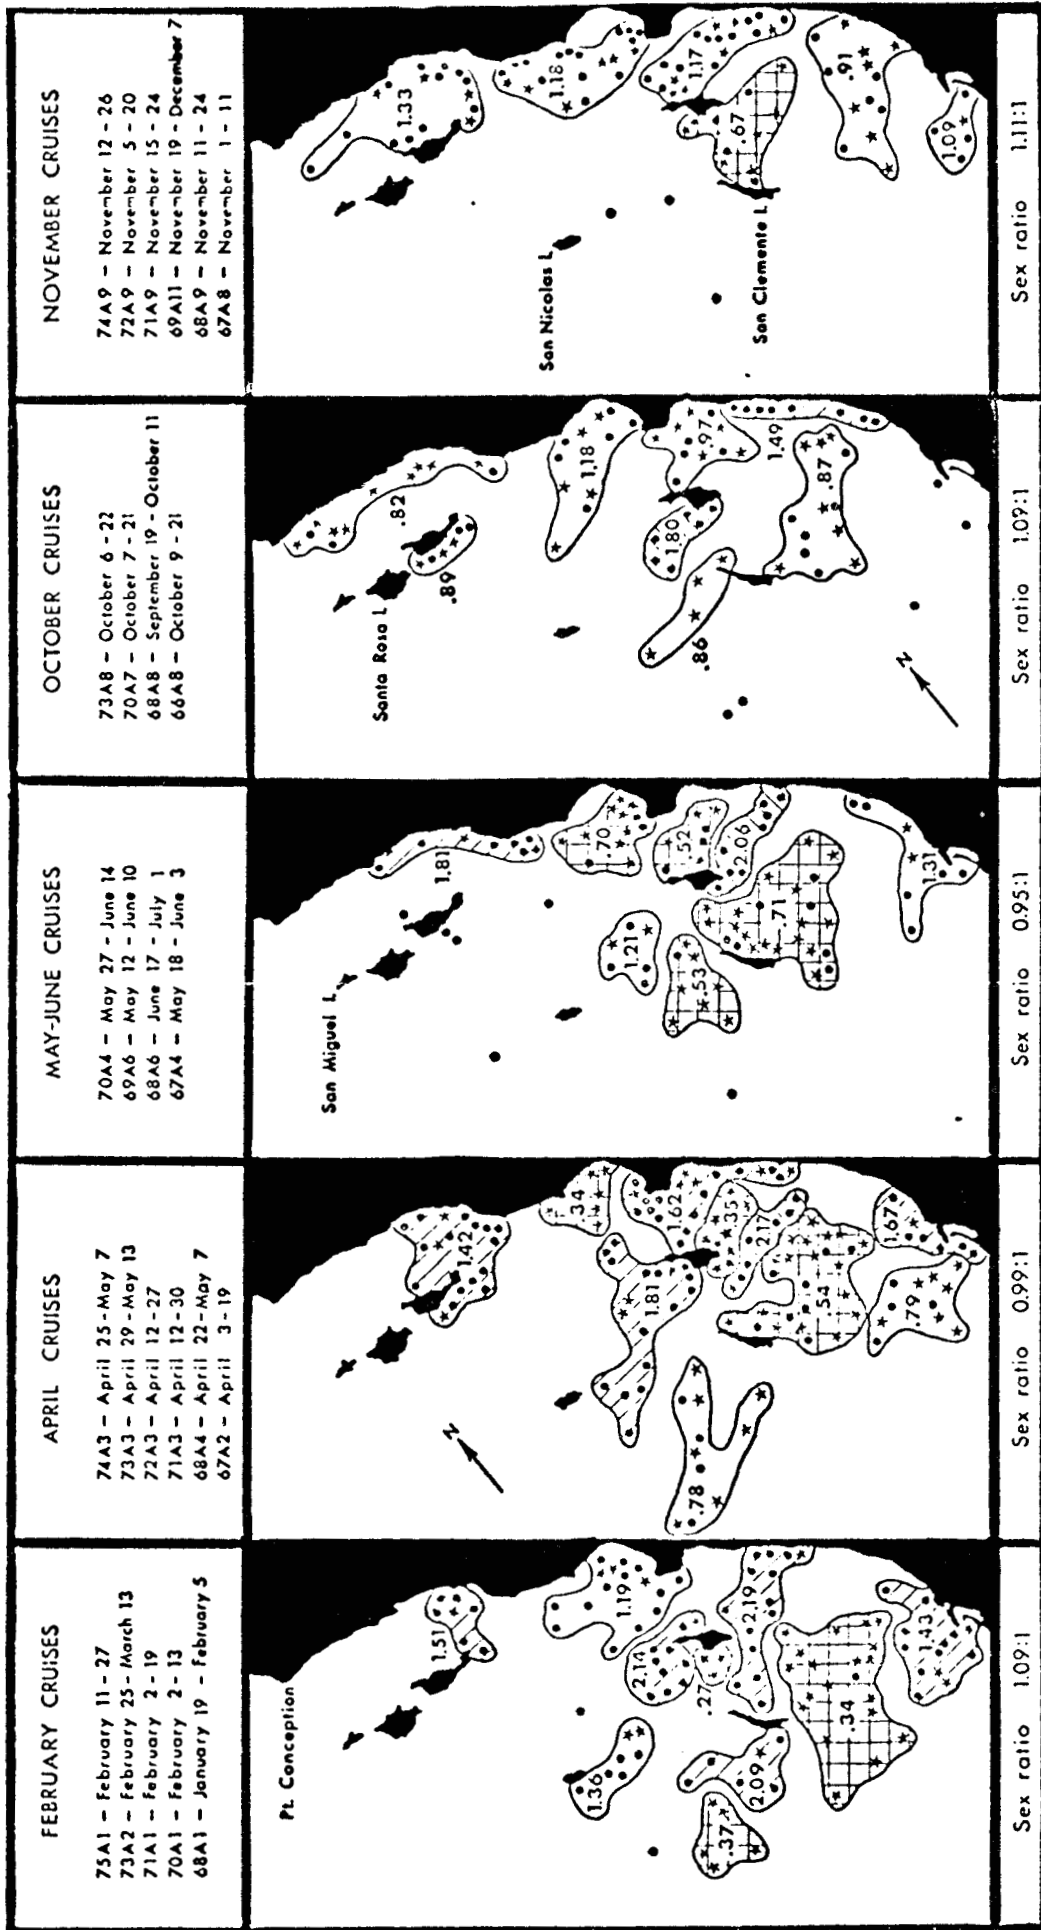 FEBRUARY CRUISES
75A1 – February 11 - 27
73A2 – February 25 - March 13
71A1 – February 2 - 19
70A1 – February 2 - 13
68A1 – January 19 - February 5
Pt. Conception
1.51
1.19
2.14
.27
2.19
1.36
2.09
.37
.34
1.43
Sex ratio 1.09:1
APRIL CRUISES
74A3 – April 25 - May 7
73A3 – April 29 - May 13
72A3 – April 12 - 27
71A3 – April 12 - 30
68A4 – April 22 - May 7
67A2 – April 3 - 19
N
1.42
.34
1.62
1.81
.35
2.17
.54
.78
1.67
.79
Sex ratio 0.99:1
MAY-JUNE CRUISES
70A4 – May 27 - June 14
69A6 – May 12 - June 10
68A6 – June 17 - July 1
67A4 – May 18 - June 3
San Miguel I.
1.81
.70
.52
2.06
1.21
.53
.71
1.31
Sex ratio 0.95:1
OCTOBER CRUISES
73A8 – October 6 - 22
70A7 – October 7 - 21
68A8 – September 19 - October 11
66A8 – October 9 - 21
Santa Rosa I.
.82
.89
1.18
.97
1.80
1.49
.86
.87
N
Sex ratio 1.09:1
NOVEMBER CRUISES
74A9 – November 12 - 26
72A9 – November 5 - 20
71A9 – November 15 - 24
69A11 – November 19 - December 7
68A9 – November 11 - 24
67A8 – November 1 - 11
1.33
1.18
San Nicolas I.
1.17
.67
San Clemente I.
.91
1.09
Sex ratio 1.11:1